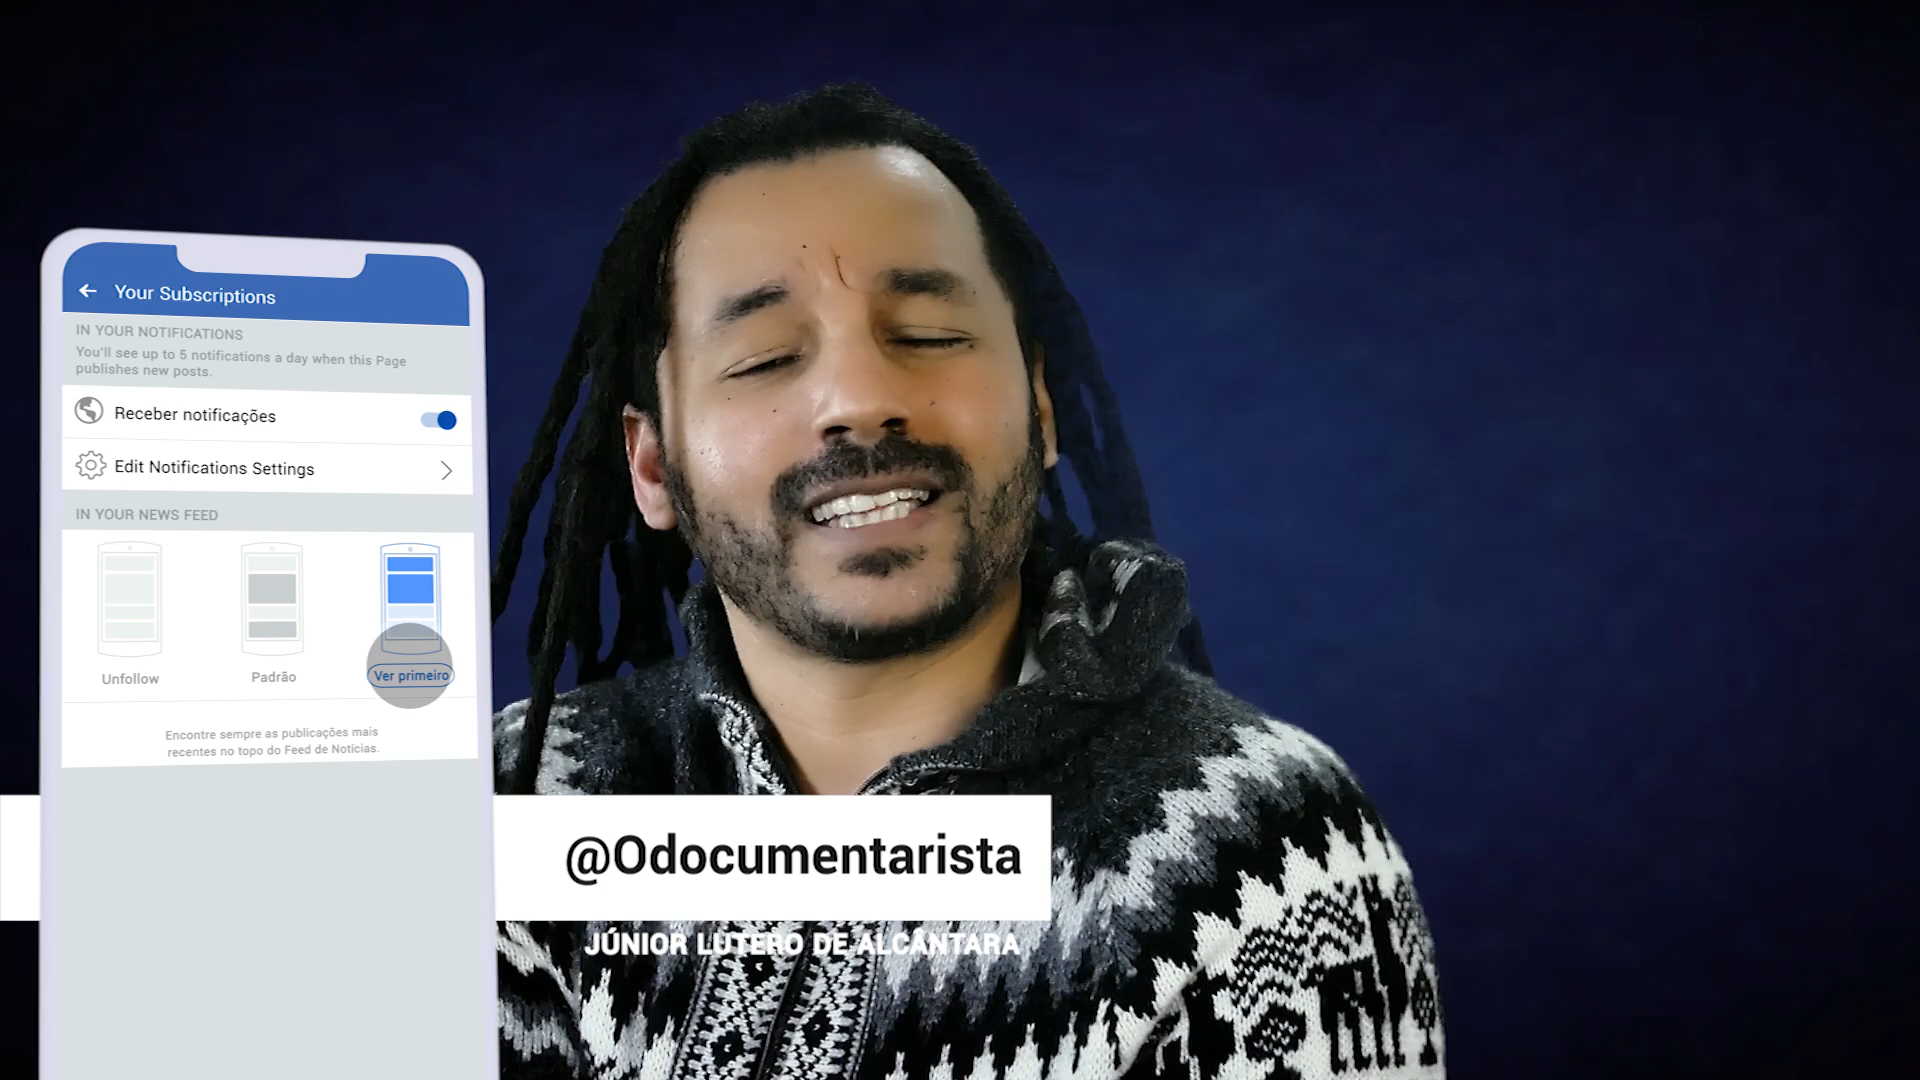 Your Subscriptions
IN YOUR NOTIFICATIONS
You'll see up to 5 notifications a day when this Page
publishes new posts.
Receber notificações
Edit Notifications Settings
IN YOUR NEWS FEED
Unfollow
Padrão
Ver primeiro
Encontre sempre as publicações mais
recentes no topo do Feed de Notícias.
@Odocumentarista
JÚNIOR LUTERO DE ALCÂNTARA